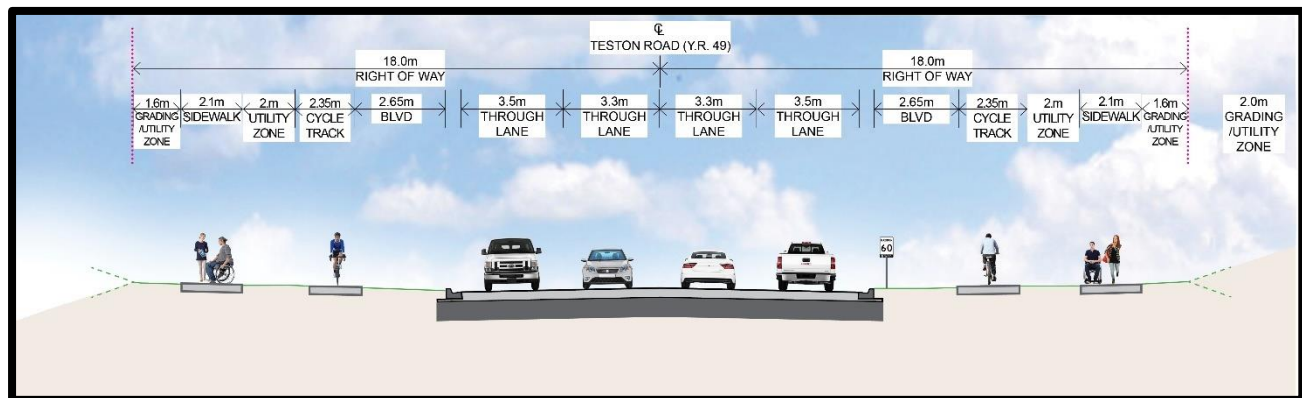 ℄
TESTON ROAD (Y.R. 49)
18.0m
RIGHT OF WAY
18.0m
RIGHT OF WAY
1.6m
GRADING
/UTILITY
ZONE
2.1m
SIDEWALK
2.m
UTILITY
ZONE
2.35m
CYCLE
TRACK
2.65m
BLVD
3.5m
THROUGH
LANE
3.3m
THROUGH
LANE
3.3m
THROUGH
LANE
3.5m
THROUGH
LANE
2.65m
BLVD
2.35m
CYCLE
TRACK
2.m
UTILITY
ZONE
2.1m
SIDEWALK
1.6m
GRADING
/UTILITY
ZONE
2.0m
GRADING
/UTILITY
ZONE
60